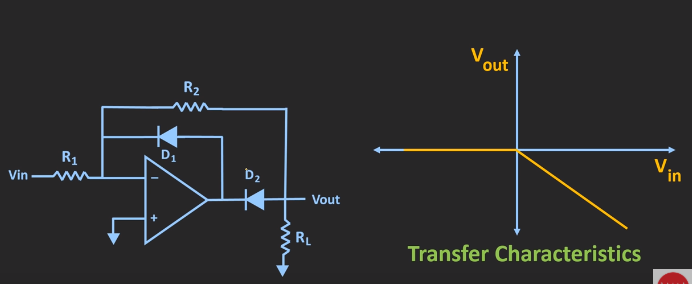 R2
D1
R1
Vin
−
+
D2
Vout
RL
Vout
Vin
Transfer Characteristics